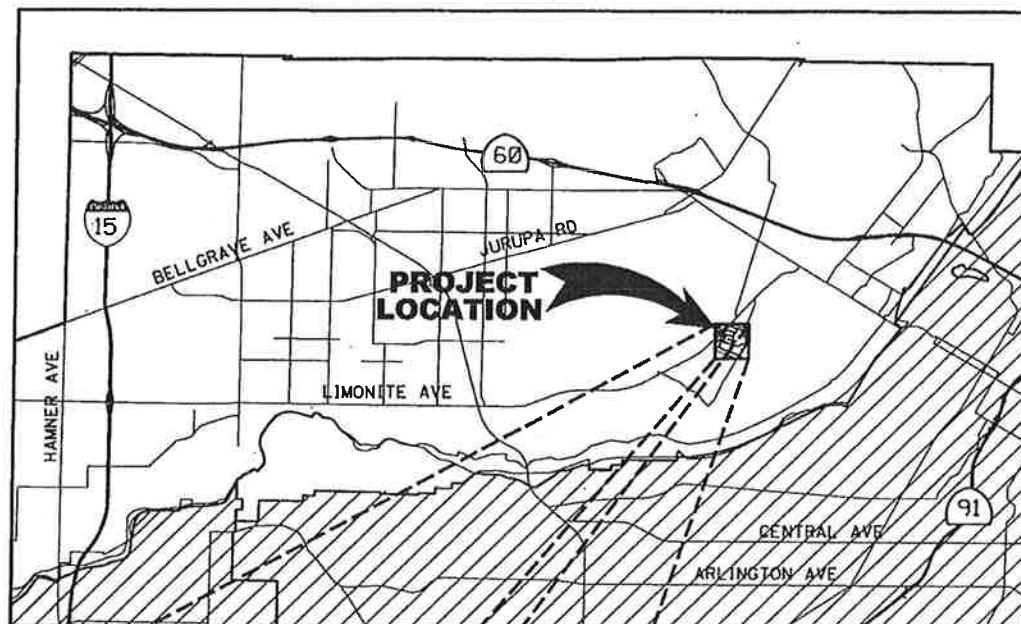 60
15
BELLGRAVE AVE
JURUPA RD
PROJECT
LOCATION
HAMNER AVE
LIMONITE AVE
91
CENTRAL AVE
ARLINGTON AVE